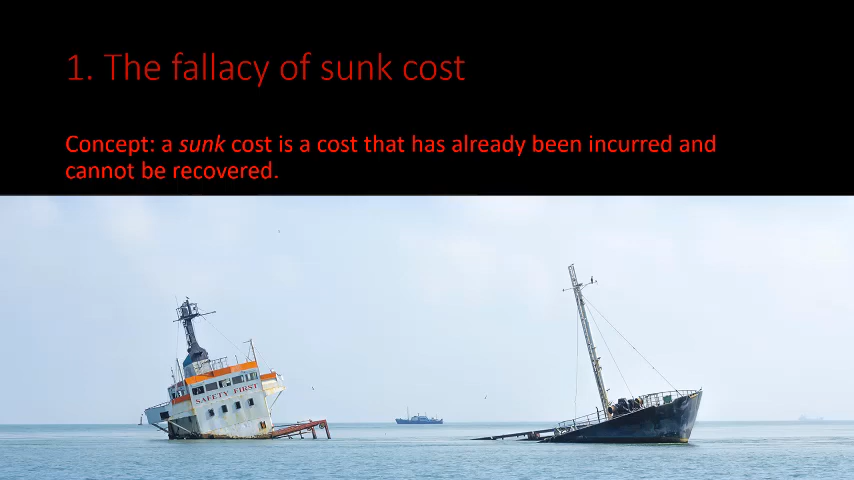 1. The fallacy of sunk cost
Concept: a sunk cost is a cost that has already been incurred and
cannot be recovered.
SAFETY FIRST